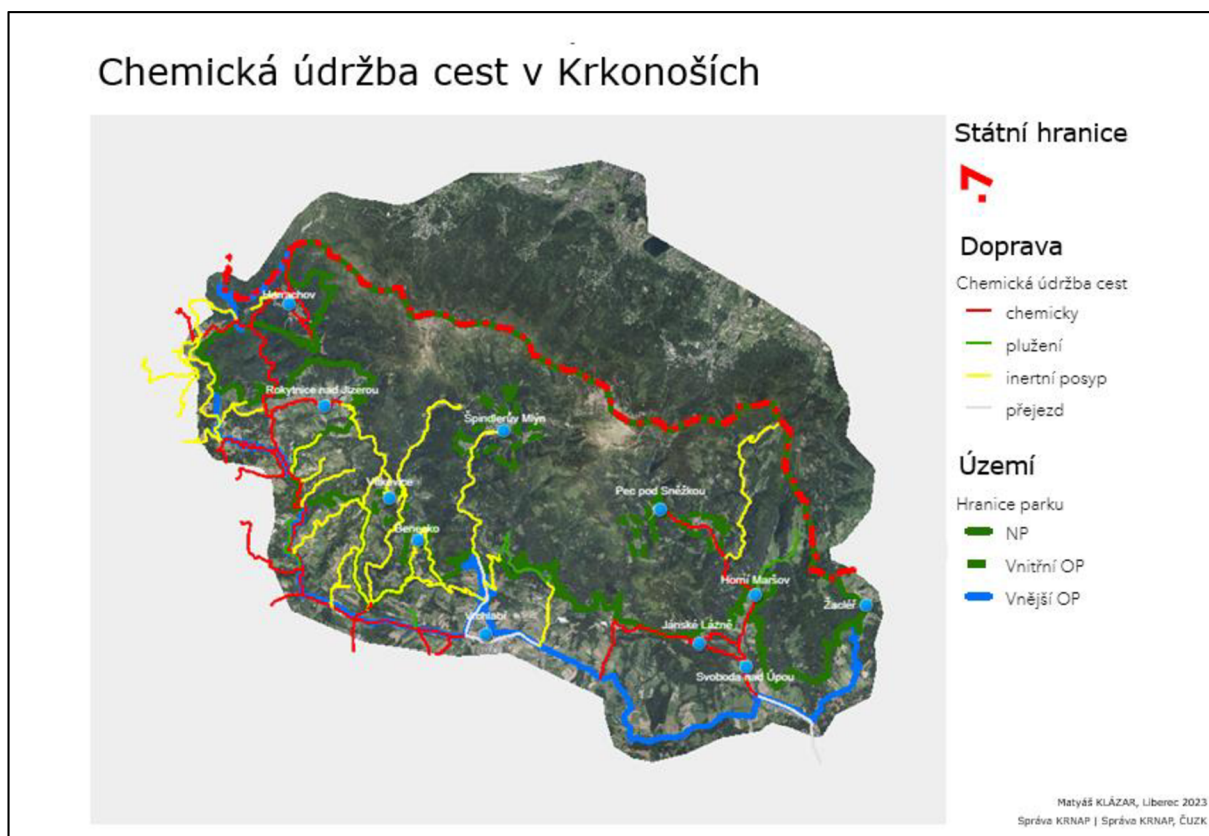 Chemická údržba cest v Krkonoších
Státní hranice
Doprava
Chemická údržba cest
chemicky
plužení
inertní posyp
přejezd
Území
Hranice parku
NP
Vnitřní OP
Vnější OP
Harrachov
Rokytnice nad Jizerou
Špindlerův Mlýn
Vítkovice
Pec pod Sněžkou
Benecko
Horní Maršov
Žacléř
Vrchlabí
Jánské Lázně
Svoboda nad Úpou
Matyáš KLÁZAR, Liberec 2023
Správa KRNAP | Správa KRNAP, ČUZK